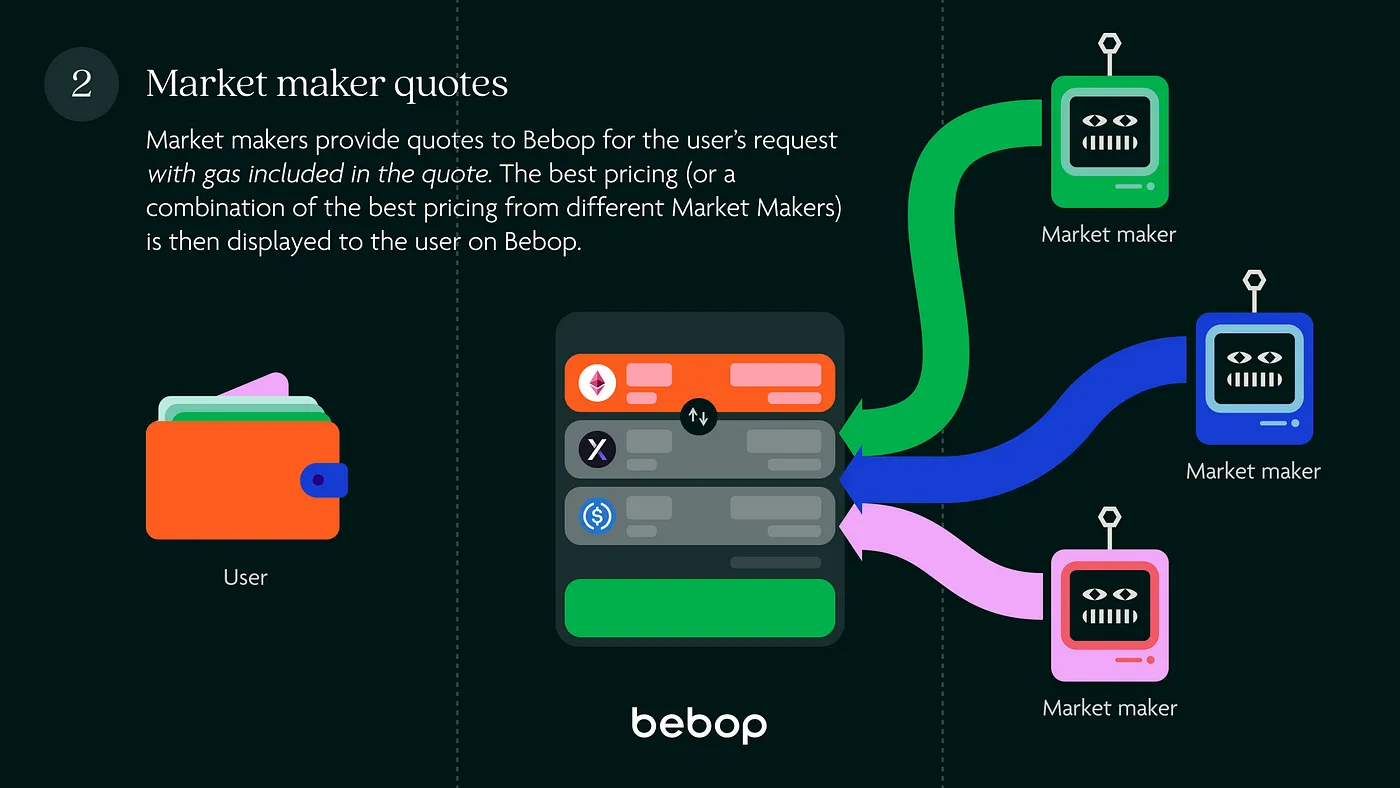 2
Market maker quotes
Market makers provide quotes to Bebop for the user’s request
with gas included in the quote. The best pricing (or a
combination of the best pricing from different Market Makers)
is then displayed to the user on Bebop.
Market maker
Market maker
User
Market maker
bebop